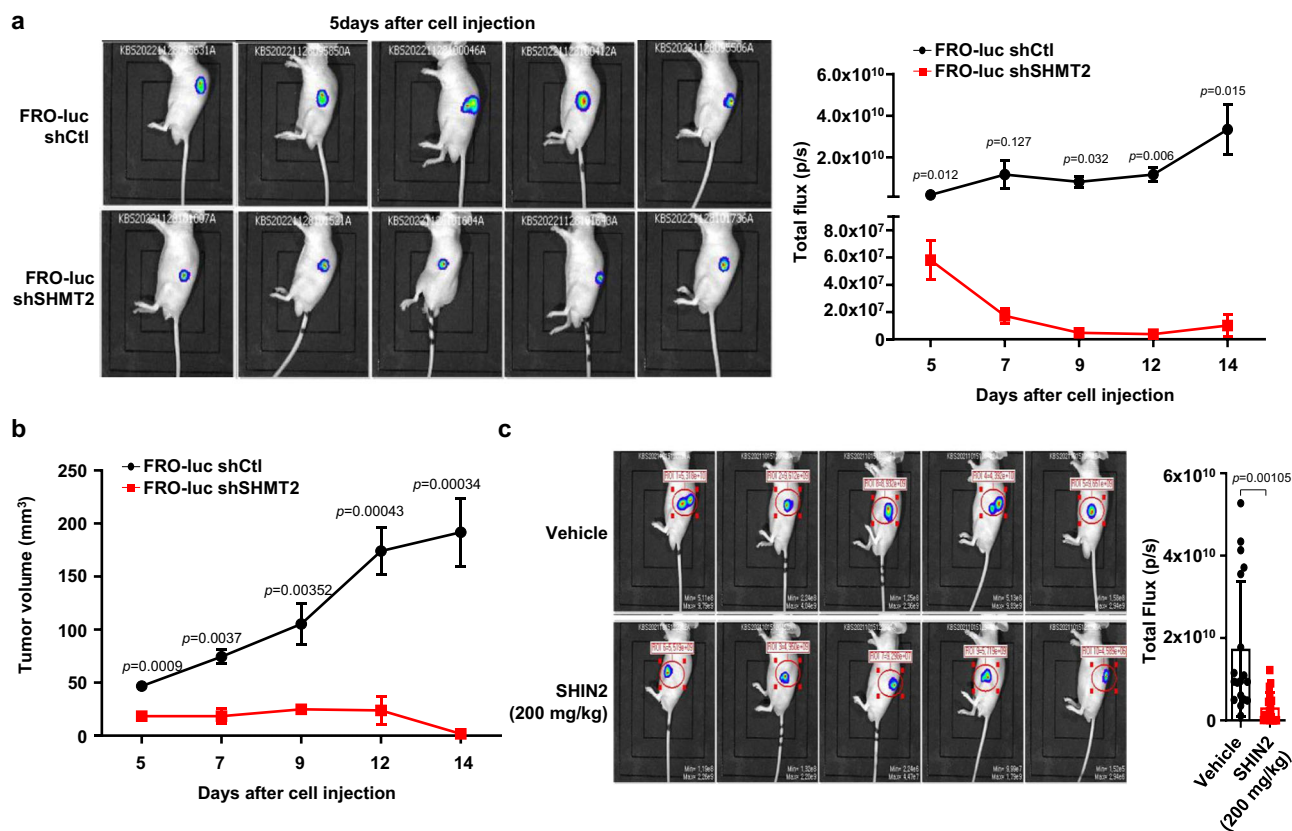 a
5days after cell injection
FRO-luc
shCtl
FRO-luc
shSHMT2
KBS20221128100046A
FRO-luc shCtl
FRO-luc shSHMT2
6.0x10¹⁰
4.0x10¹⁰
2.0x10¹⁰
8.0x10⁷
6.0x10⁷
4.0x10⁷
2.0x10⁷
0
Total flux (p/s)
p=0.012
p=0.127
p=0.032
p=0.006
p=0.015
5 7 9 12 14
Days after cell injection
b
FRO-luc shCtl
FRO-luc shSHMT2
250
200
150
100
50
0
Tumor volume (mm³)
p=0.0009
p=0.0037
p=0.00352
p=0.00043
p=0.00034
5 7 9 12 14
Days after cell injection
c
Vehicle
SHIN2
(200 mg/kg)
p=0.00105
6x10¹⁰
4x10¹⁰
2x10¹⁰
0
Total Flux (p/s)
Vehicle
SHIN2
(200 mg/kg)